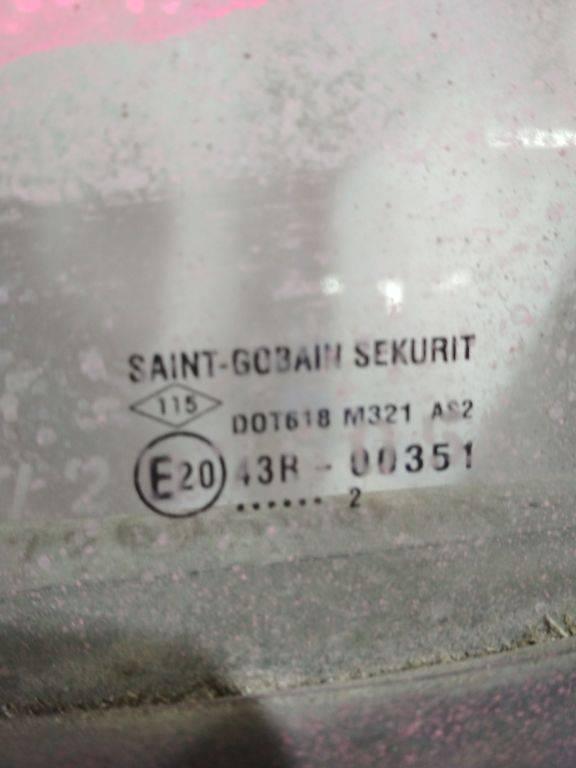 SAINT-GOBAIN SEKURIT
115
DOT618 M321 AS2
E20 43R - 00351
...... 2